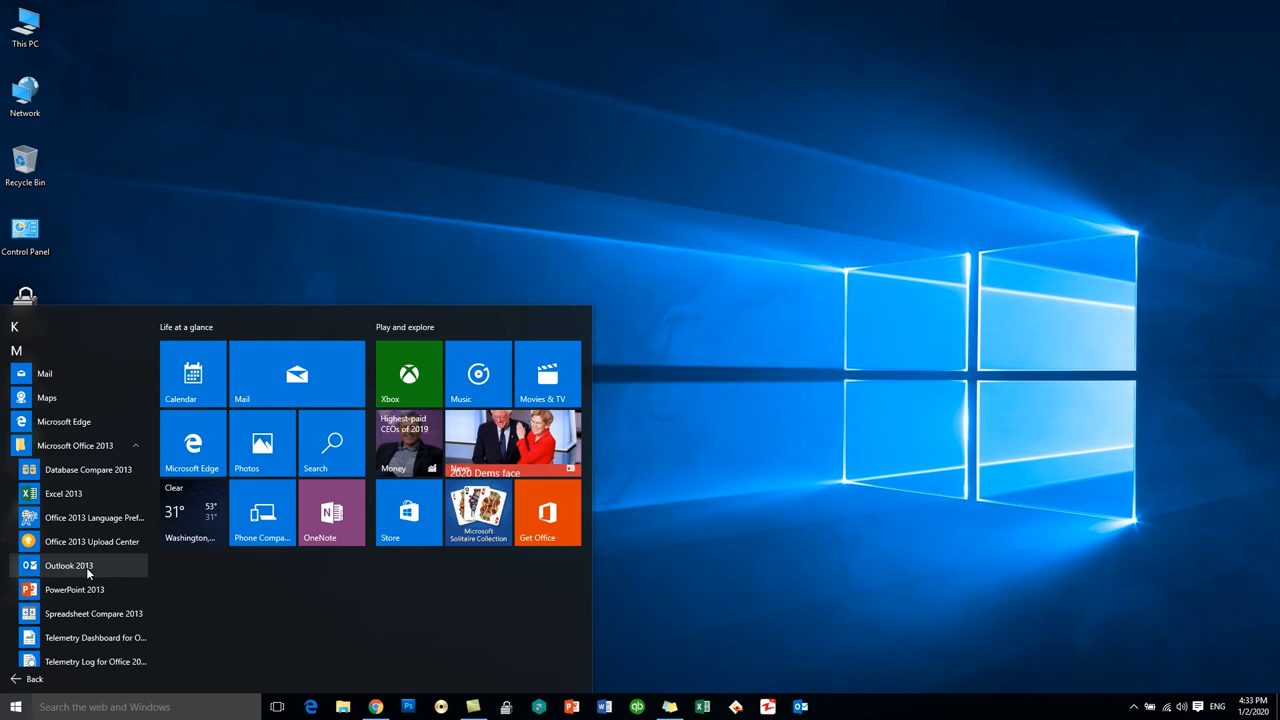 This PC
Network
Recycle Bin
Control Panel
K
M
Mail
Maps
Microsoft Edge
Microsoft Office 2013
Database Compare 2013
Excel 2013
Office 2013 Language Pref...
Office 2013 Upload Center
Outlook 2013
PowerPoint 2013
Spreadsheet Compare 2013
Telemetry Dashboard for O...
Telemetry Log for Office 20...
Back
Life at a glance
Calendar
Mail
Microsoft Edge
Photos
Search
Clear
31°
53°
31°
Washington,...
Phone Compa...
OneNote
Play and explore
Xbox
Music
Movies & TV
Highest-paid
CEOs of 2019
Money
News
2020 Dems face
Store
Microsoft
Solitaire Collection
Get Office
Search the web and Windows
ENG
4:33 PM
1/2/2020